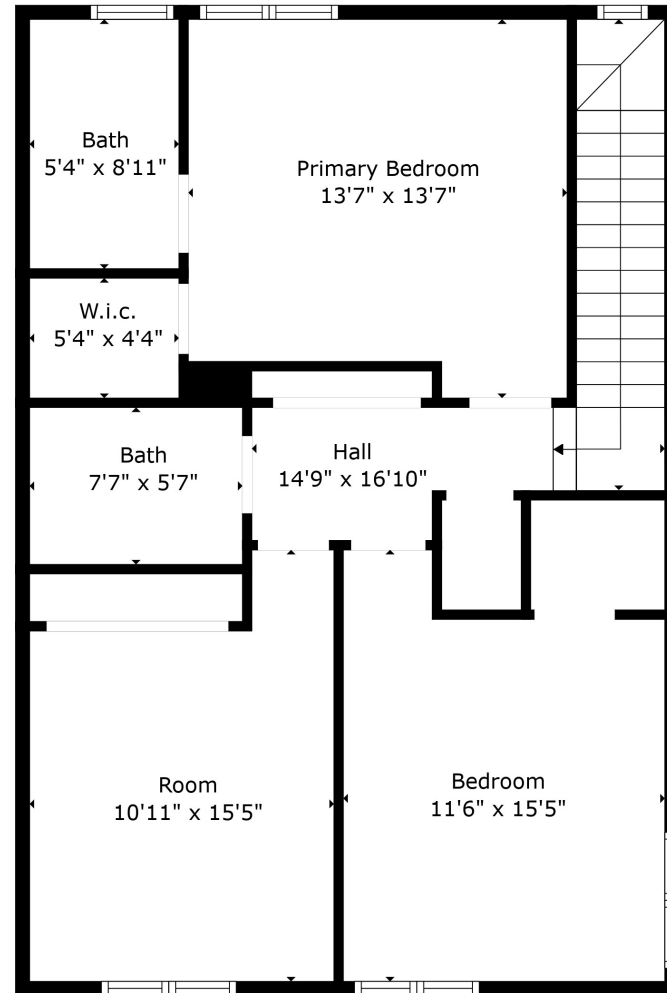 Bath
5'4" x 8'11"
Primary Bedroom
13'7" x 13'7"
W.i.c.
5'4" x 4'4"
Bath
7'7" x 5'7"
Hall
14'9" x 16'10"
Room
10'11" x 15'5"
Bedroom
11'6" x 15'5"